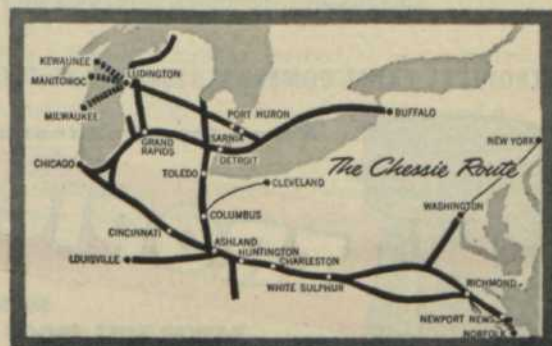 KEWAUNEE
MANITOWOC
LUDINGTON
MILWAUKEE
PORT HURON
BUFFALO
SARNIA
GRAND
RAPIDS
DETROIT
NEW YORK
CHICAGO
The Chessie Route
TOLEDO
CLEVELAND
WASHINGTON
COLUMBUS
CINCINNATI
ASHLAND
HUNTINGTON
LOUISVILLE
CHARLESTON
WHITE SULPHUR
RICHMOND
NEWPORT NEWS
NORFOLK